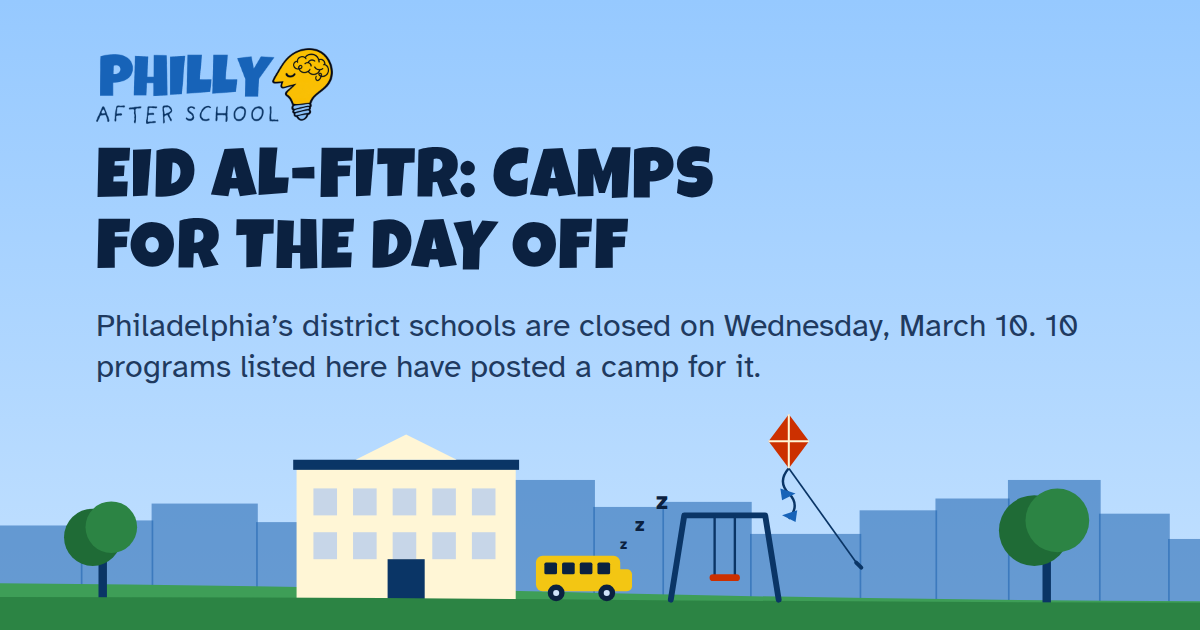 PHILLY
AFTER SCHOOL
EID AL-FITR: CAMPS
FOR THE DAY OFF
Philadelphia’s district schools are closed on Wednesday, March 10. 10
programs listed here have posted a camp for it.
z
z
z